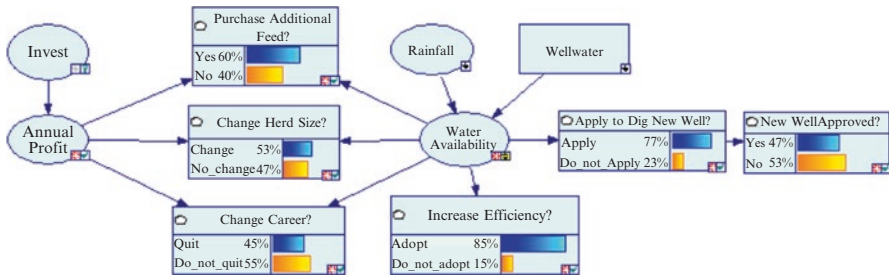 Invest
Annual
Profit
Purchase Additional
Feed?
Yes 60%
No 40%
Change Herd Size?
Change 53%
No_change 47%
Change Career?
Quit 45%
Do_not_quit 55%
Rainfall
Wellwater
Water
Availability
Increase Efficiency?
Adopt 85%
Do_not_adopt 15%
Apply to Dig New Well?
Apply 77%
Do_not_Apply 23%
New WellApproved?
Yes 47%
No 53%